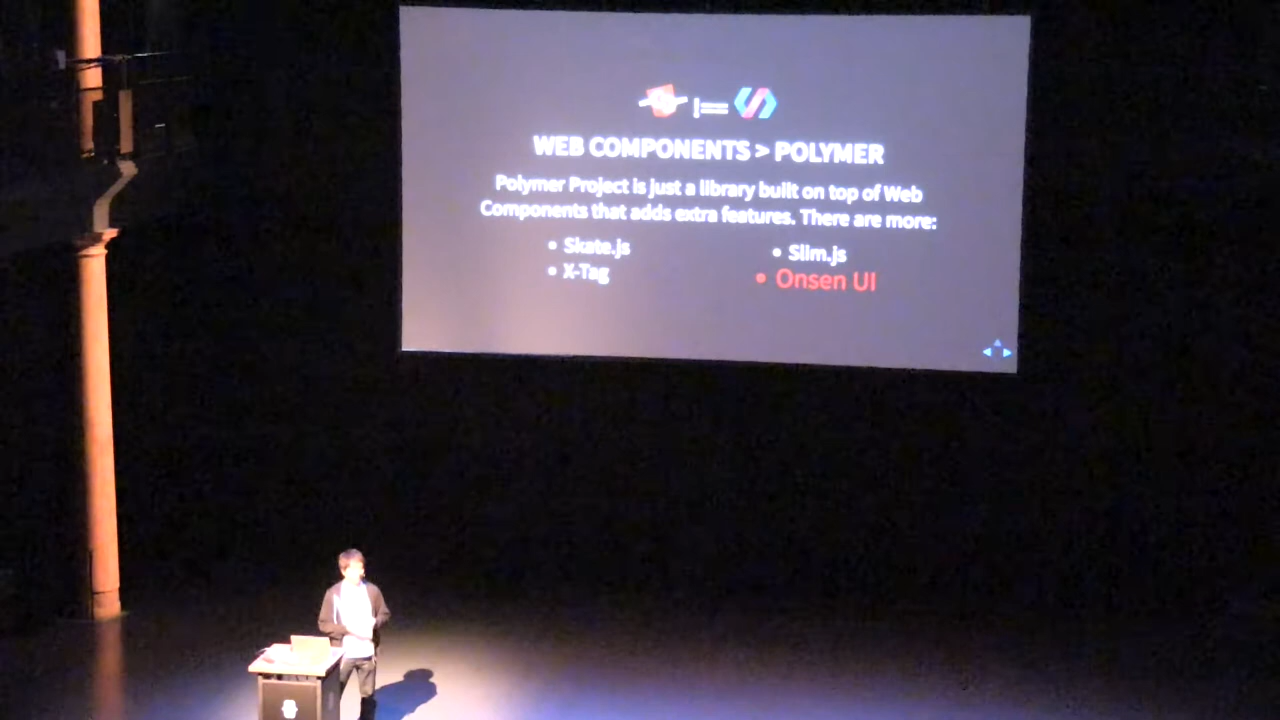 !=
WEB COMPONENTS > POLYMER
Polymer Project is just a library built on top of Web
Components that adds extra features. There are more:
• Skate.js
• X-Tag
• Slim.js
• Onsen UI